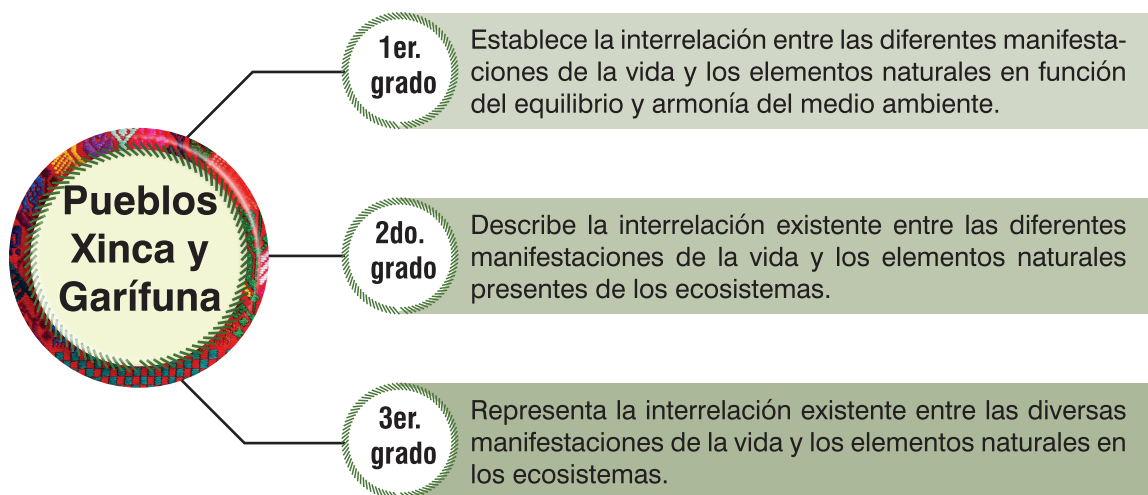 Pueblos
Xinca y
Garífuna
1er.
grado
Establece la interrelación entre las diferentes manifesta-
ciones de la vida y los elementos naturales en función
del equilibrio y armonía del medio ambiente.
2do.
grado
Describe la interrelación existente entre las diferentes
manifestaciones de la vida y los elementos naturales
presentes de los ecosistemas.
3er.
grado
Representa la interrelación existente entre las diversas
manifestaciones de la vida y los elementos naturales en
los ecosistemas.